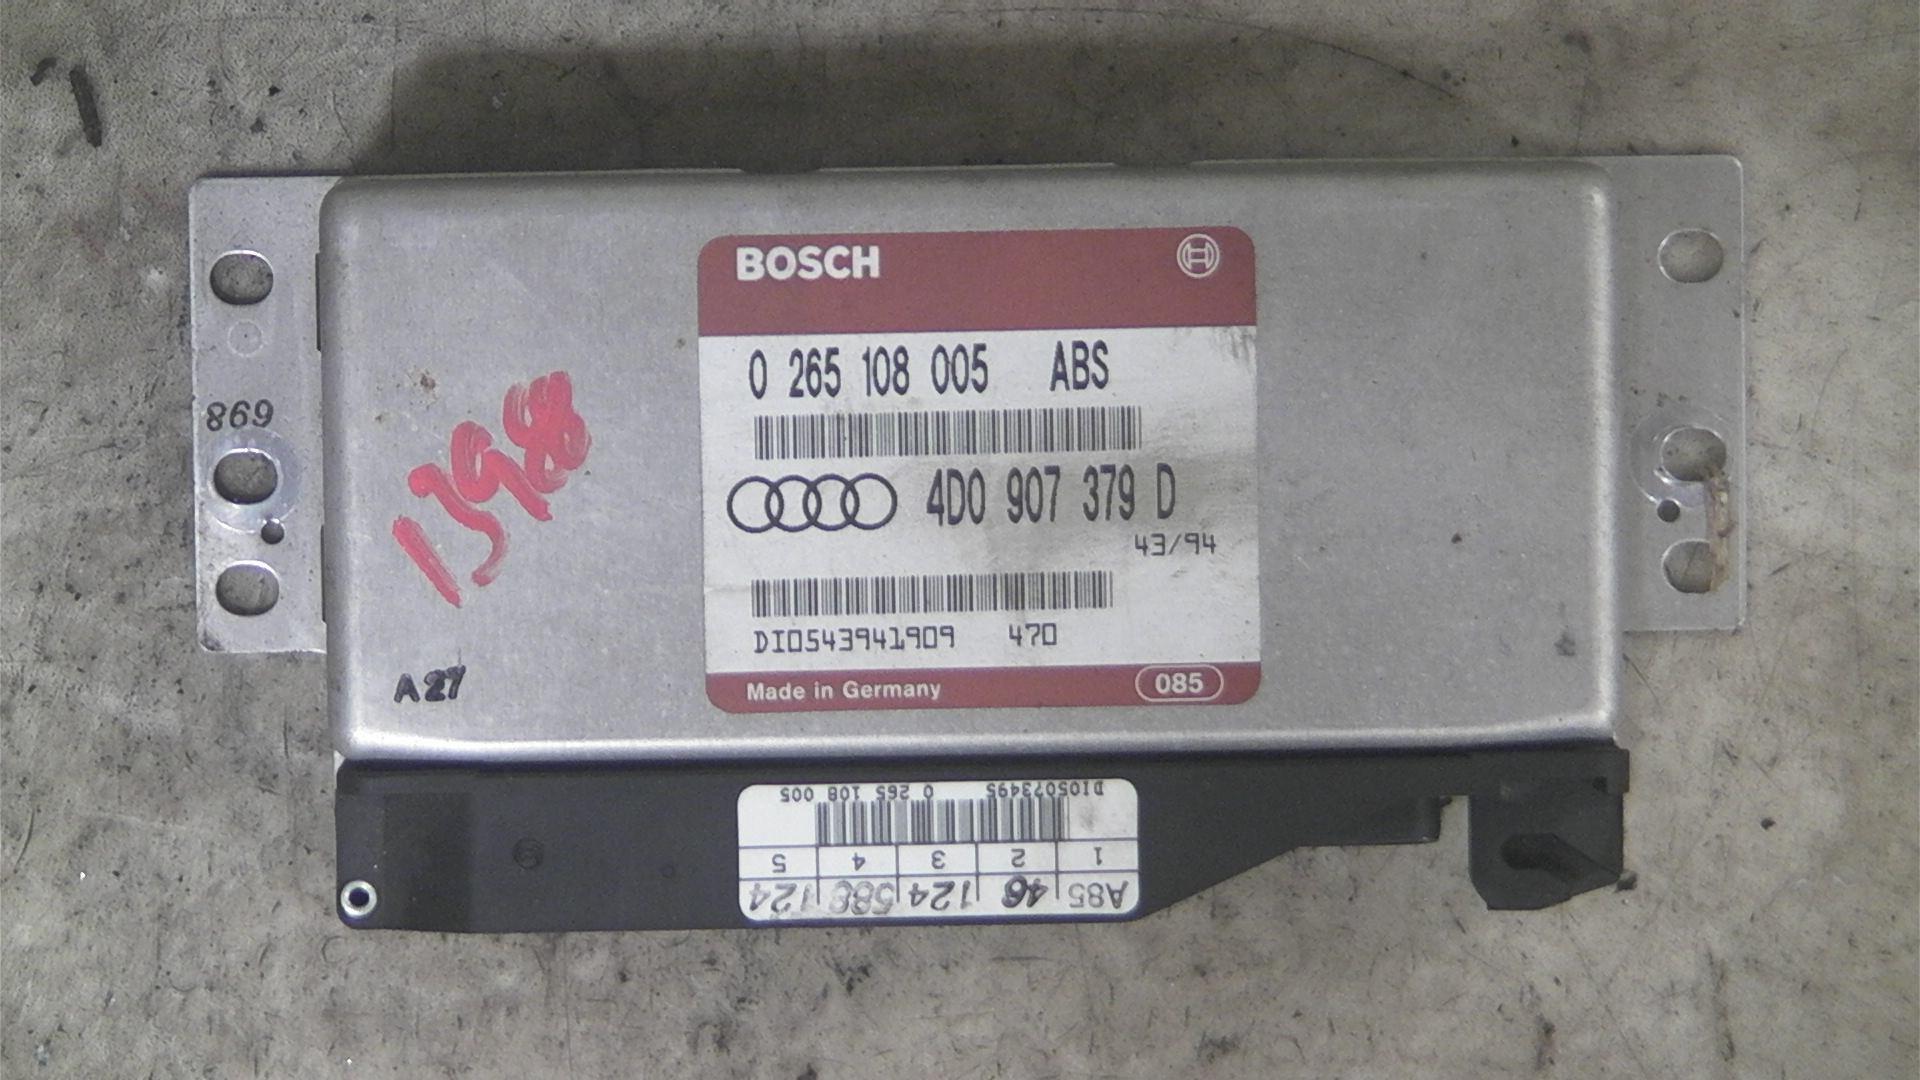 BOSCH
0 265 108 005 ABS
869
4D0 907 379 D
43/94
DI0543941909 470
A27
Made in Germany 085
DI05073495 0 265 108 005
1 2 3 4 5
A85 46 124 588 124